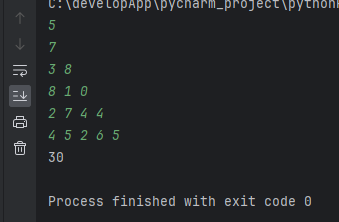 C:\developApp\pycharm_project\python
5
7
3 8
8 1 0
2 7 4 4
4 5 2 6 5
30
Process finished with exit code 0